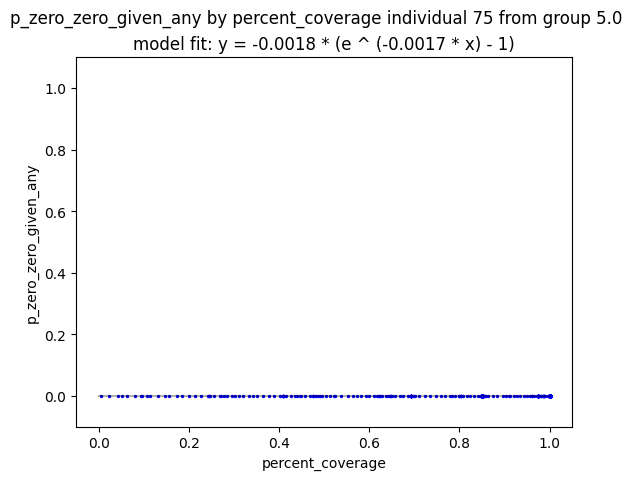 p_zero_zero_given_any by percent_coverage individual 75 from group 5.0
model fit: y = -0.0018 * (e ^ (-0.0017 * x) - 1)
1.0
0.8
0.6
0.4
0.2
0.0
p_zero_zero_given_any
0.0 0.2 0.4 0.6 0.8 1.0
percent_coverage